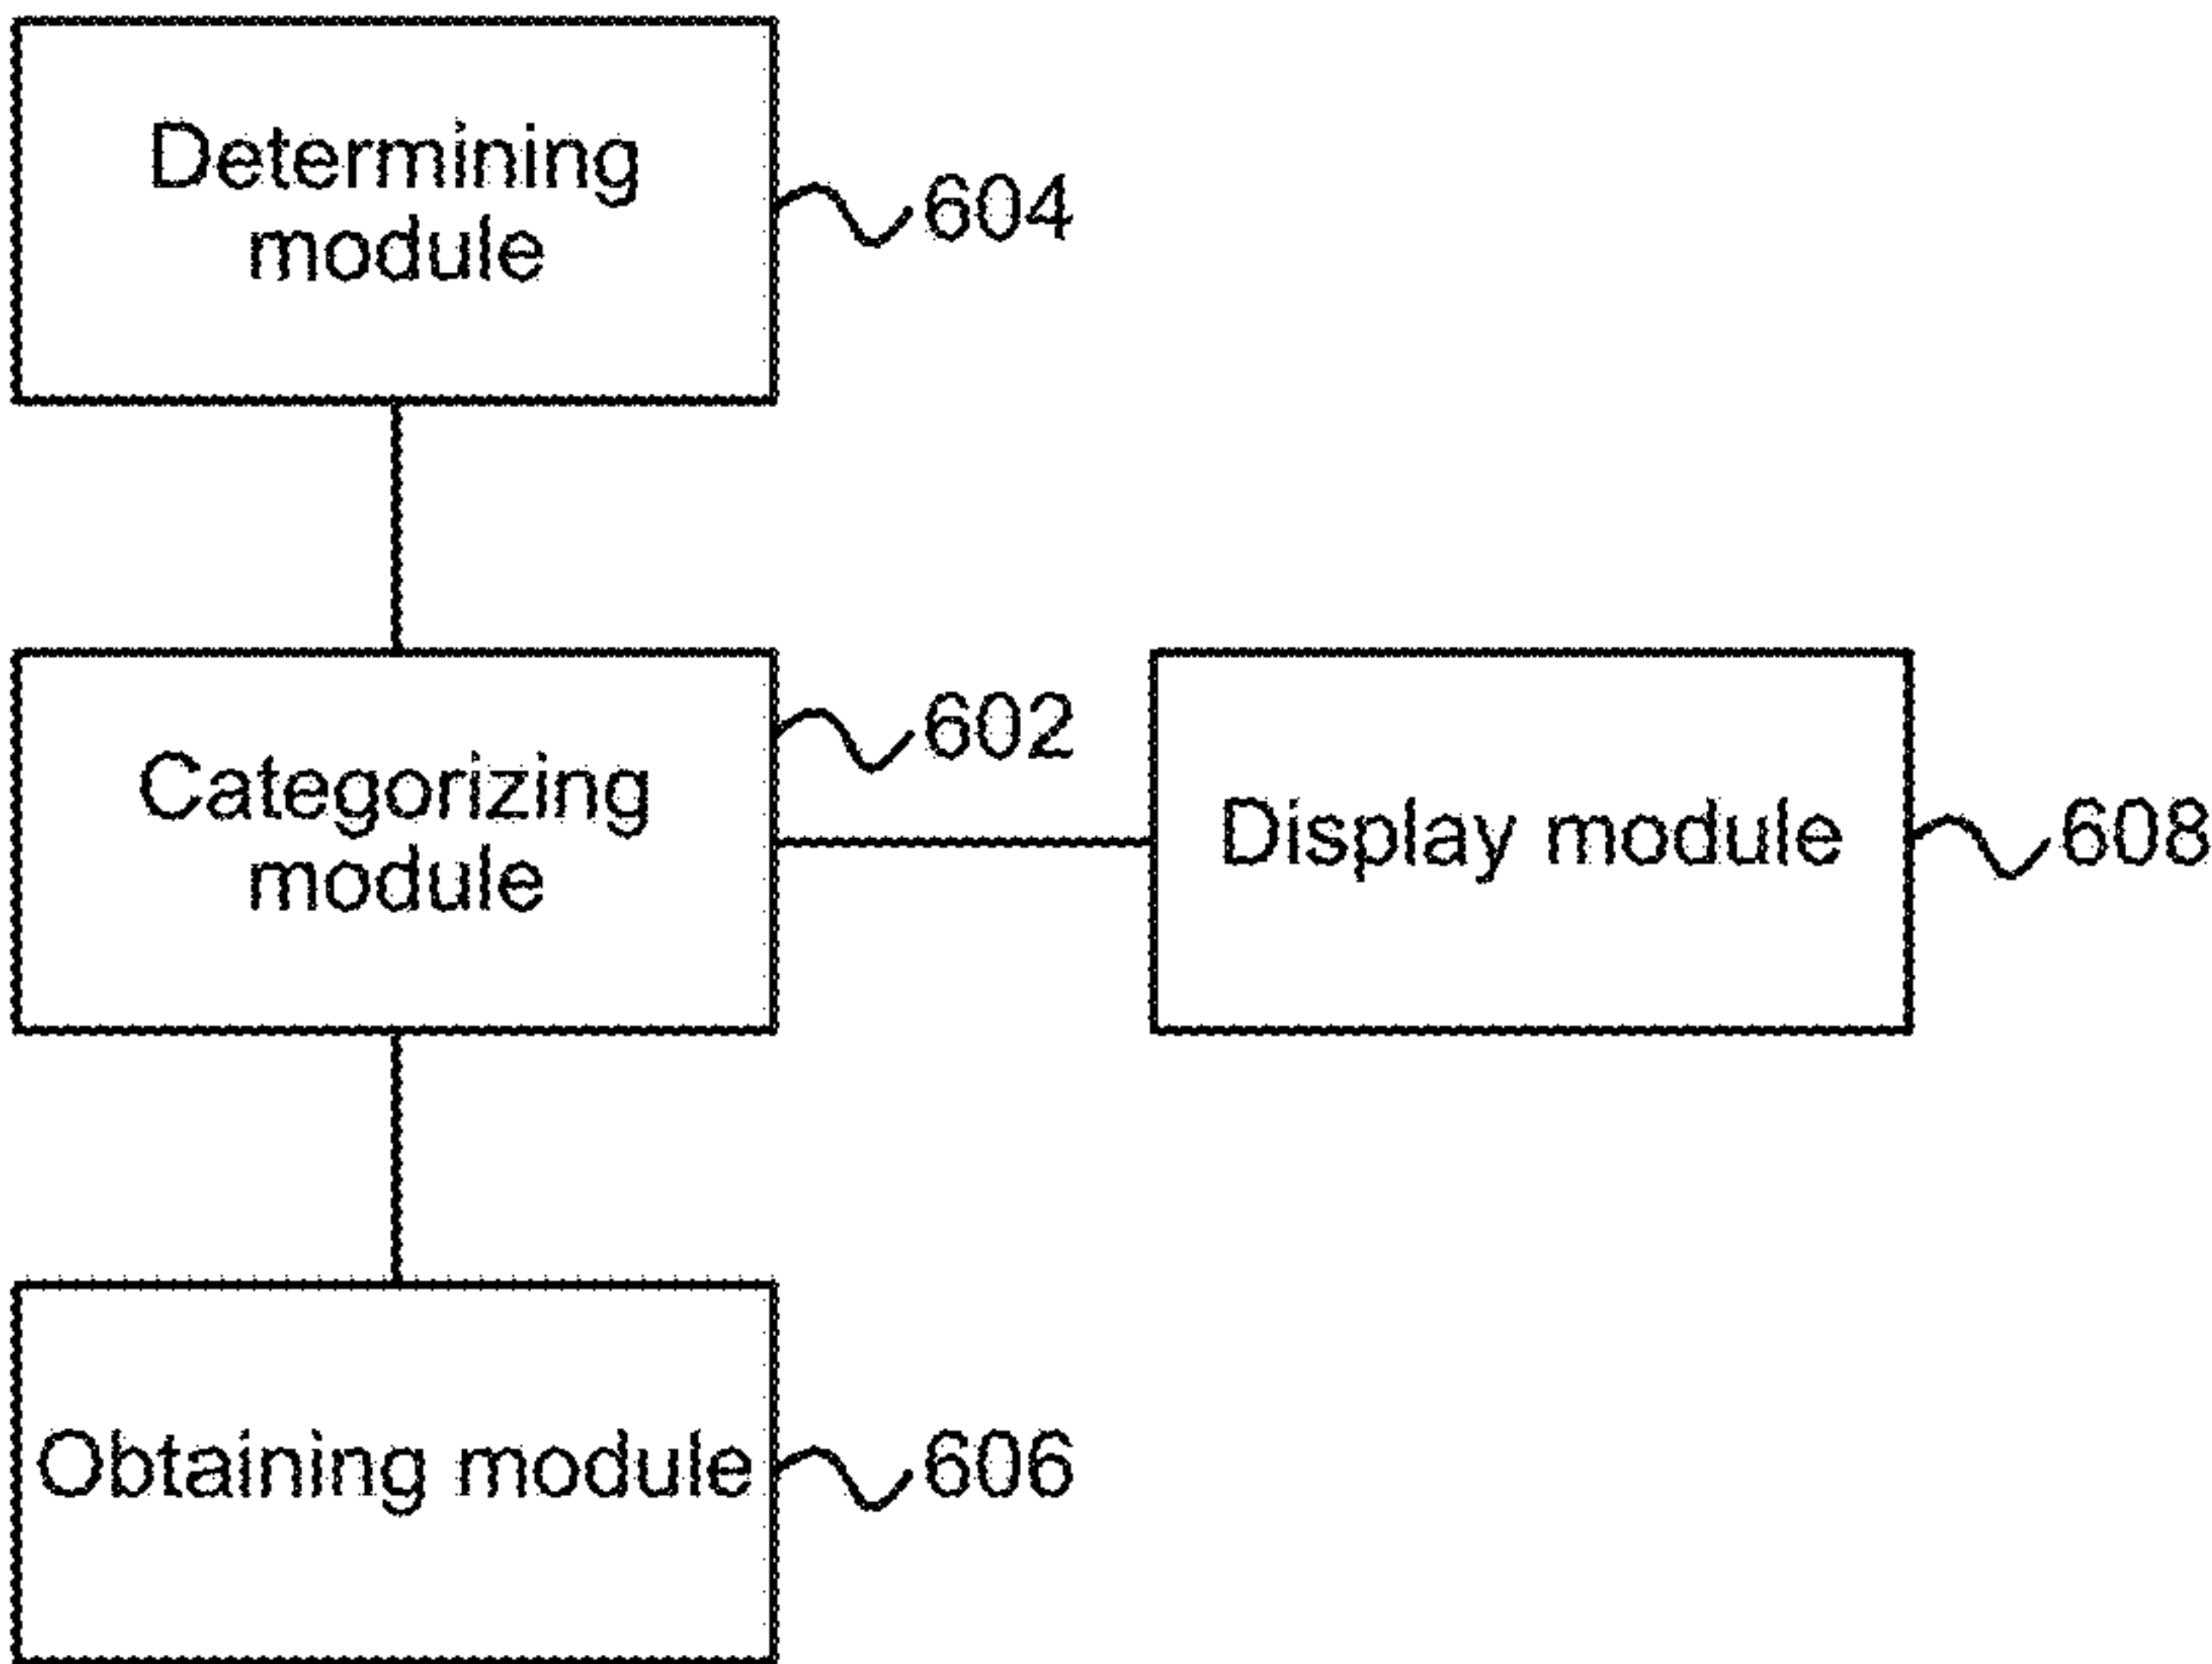 Determining
module
604
Categorizing
module
602
Display module
608
Obtaining module
606